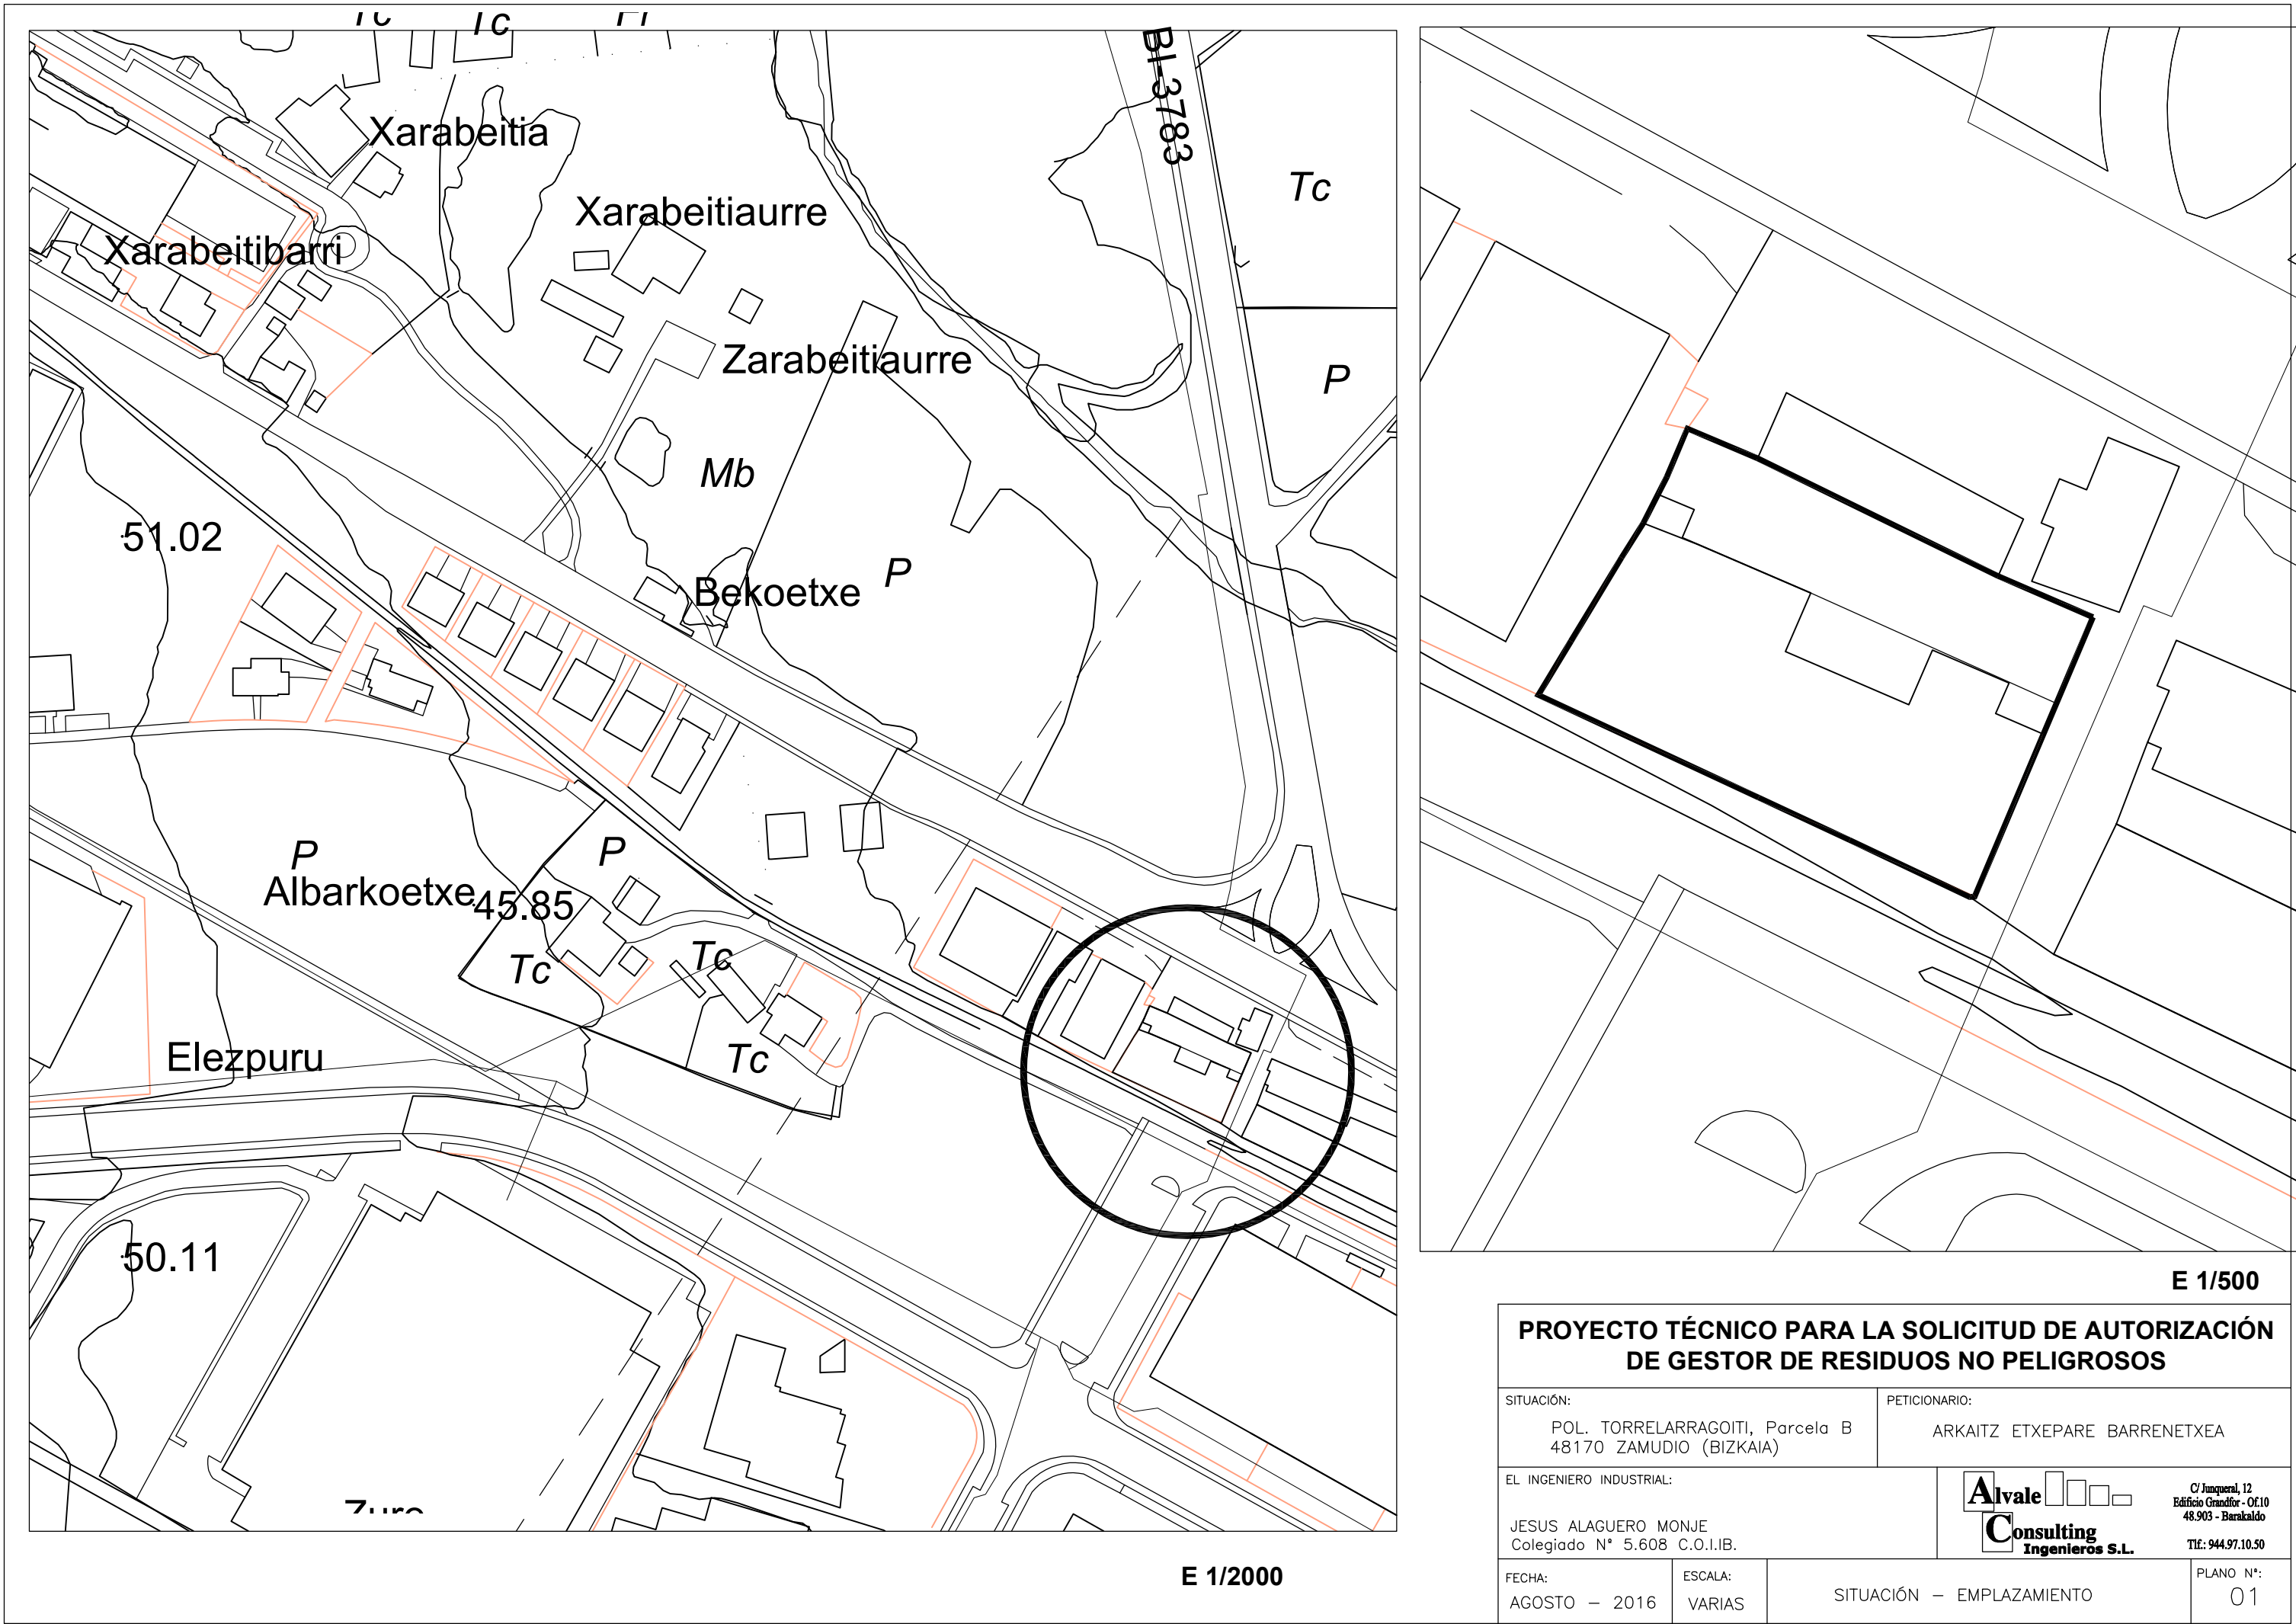 Tc
BI-3783
Xarabeitia
Tc
Xarabeitiaurre
Xarabeitibarri
Zarabeitiaurre
P
Mb
51.02
P
Bekoetxe
P
P
Albarkoetxe
45.85
Tc
Tc
Elezpuru
Tc
50.11
E 1/2000
E 1/500
PROYECTO TÉCNICO PARA LA SOLICITUD DE AUTORIZACIÓN
DE GESTOR DE RESIDUOS NO PELIGROSOS
SITUACIÓN:
POL. TORRELARRAGOITI, Parcela B
48170 ZAMUDIO (BIZKAIA)
PETICIONARIO:
ARKAITZ ETXEPARE BARRENETXEA
EL INGENIERO INDUSTRIAL:
JESUS ALAGUERO MONJE
Colegiado Nº 5.608 C.O.I.IB.
Alvale
Consulting
Ingenieros S.L.
C/ Junqueral, 12
Edificio Grandfor - Of.10
48.903 - Barakaldo
Tlf.: 944.97.10.50
FECHA:
AGOSTO - 2016
ESCALA:
VARIAS
SITUACIÓN - EMPLAZAMIENTO
PLANO Nº:
01